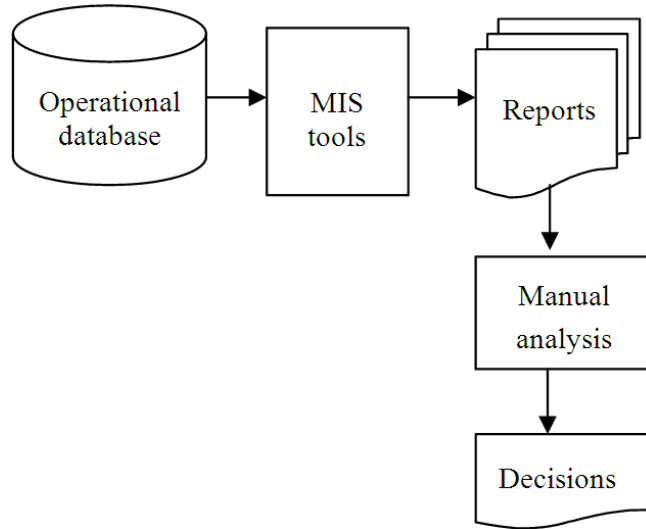 Operational
database
MIS
tools
Reports
Manual
analysis
Decisions